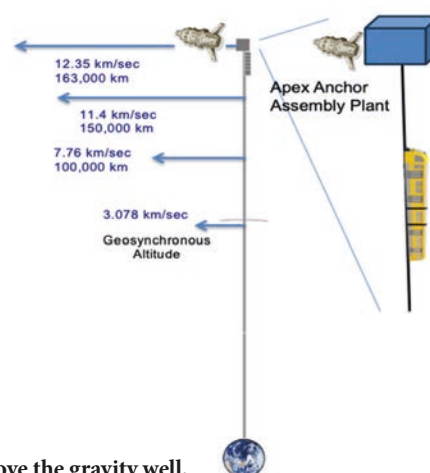 12.35 km/sec
163,000 km
Apex Anchor
Assembly Plant
11.4 km/sec
150,000 km
7.76 km/sec
100,000 km
3.078 km/sec
Geosynchronous
Altitude
ove the gravity well.